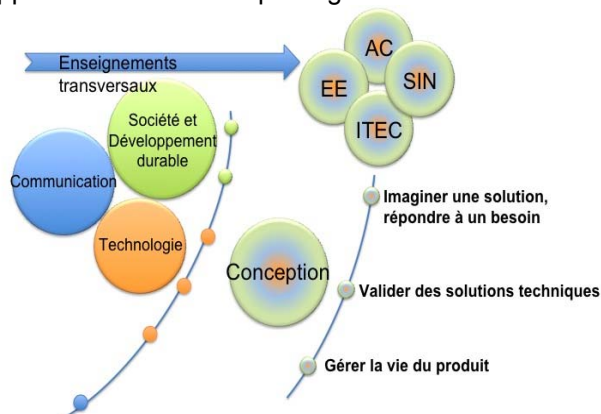 Enseignements
transversaux
AC
EE
SIN
ITEC
Société et
Développement
durable
Communication
Technologie
Conception
Imaginer une solution,
répondre à un besoin
Valider des solutions techniques
Gérer la vie du produit